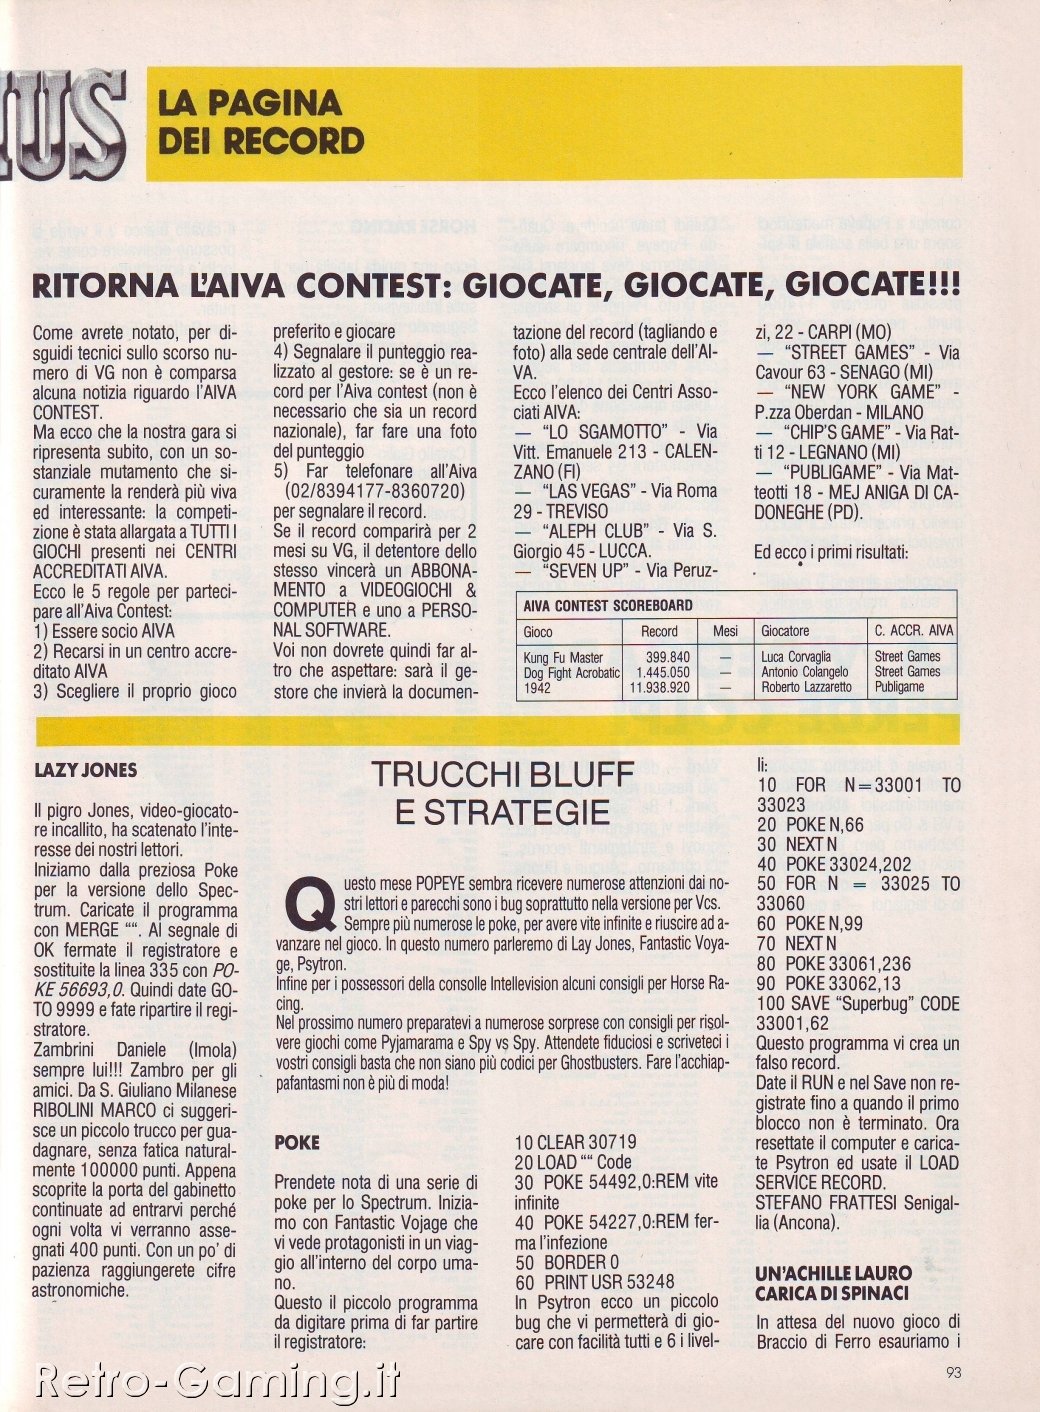 IUS
LA PAGINA
DEI RECORD
RITORNA L'AIVA CONTEST: GIOCATE, GIOCATE, GIOCATE!!!
Come avrete notato, per di-
sguidi tecnici sullo scorso nu-
mero di VG non è comparsa
alcuna notizia riguardo l'AIVA
CONTEST.
Ma ecco che la nostra gara si
ripresenta subito, con un so-
stanziale mutamento che si-
curamente la renderà più viva
ed interessante: la competi-
zione è stata allargata a TUTTI I
GIOCHI presenti nei CENTRI
ACCREDITATI AIVA.
Ecco le 5 regole per parteci-
pare all'Aiva Contest:
1) Essere socio AIVA
2) Recarsi in un centro accre-
ditato AIVA
3) Scegliere il proprio gioco
preferito e giocare
4) Segnalare il punteggio rea-
lizzato al gestore: se è un re-
cord per l'Aiva contest (non è
necessario che sia un record
nazionale), far fare una foto
del punteggio
5) Far telefonare all'Aiva
(02/8394177-8360720)
per segnalare il record.
Se il record comparirà per 2
mesi su VG, il detentore dello
stesso vincerà un ABBONA-
MENTO a VIDEOGIOCHI &
COMPUTER e uno a PERSO-
NAL SOFTWARE.
Voi non dovrete quindi far al-
tro che aspettare: sarà il ge-
store che invierà la documen-
tazione del record (tagliando e
foto) alla sede centrale dell'AI-
VA.
Ecco l'elenco dei Centri Asso-
ciati AIVA:
— "LO SGAMOTTO" - Via
Vitt. Emanuele 213 - CALEN-
ZANO (FI)
— "LAS VEGAS" - Via Roma
29 - TREVISO
— "ALEPH CLUB" - Via S.
Giorgio 45 - LUCCA.
— "SEVEN UP" - Via Peruz-
zi, 22 - CARPI (MO)
— "STREET GAMES" - Via
Cavour 63 - SENAGO (MI)
— "NEW YORK GAME" -
P.zza Oberdan - MILANO
— "CHIP'S GAME" - Via Rat-
ti 12 - LEGNANO (MI)
— "PUBLIGAME" - Via Mat-
teotti 18 - MEJ ANIGA DI CA-
DONEGHE (PD).
Ed ecco i primi risultati:
AIVA CONTEST SCOREBOARD
Gioco Record Mesi Giocatore C. ACCR. AIVA
Kung Fu Master 399.840 — Luca Corvaglia Street Games
Dog Fight Acrobatic 1.445.050 — Antonio Colangelo Street Games
1942 11.938.920 — Roberto Lazzaretto Publigame
LAZY JONES
Il pigro Jones, video-giocato-
re incallito, ha scatenato l'inte-
resse dei nostri lettori.
Iniziamo dalla preziosa Poke
per la versione dello Spec-
trum. Caricate il programma
con MERGE "". Al segnale di
OK fermate il registratore e
sostituite la linea 335 con PO-
KE 56693,0. Quindi date GO-
TO 9999 e fate ripartire il regi-
stratore.
Zambrini Daniele (Imola)
sempre lui!!! Zambro per gli
amici. Da S. Giuliano Milanese
RIBOLINI MARCO ci suggeri-
sce un piccolo trucco per gua-
dagnare, senza fatica natural-
mente 100000 punti. Appena
scoprite la porta del gabinetto
continuate ad entrarvi perché
ogni volta vi verranno asse-
gnati 400 punti. Con un po' di
pazienza raggiungerete cifre
astronomiche.
TRUCCHI BLUFF
E STRATEGIE
Questo mese POPEYE sembra ricevere numerose attenzioni dai no-
stri lettori e parecchi sono i bug soprattutto nella versione per Vcs.
Sempre più numerose le poke, per avere vite infinite e riuscire ad a-
vanzare nel gioco. In questo numero parleremo di Lay Jones, Fantastic Voya-
ge, Psytron.
Infine per i possessori della consolle Intellevision alcuni consigli per Horse Ra-
cing.
Nel prossimo numero preparatevi a numerose sorprese con consigli per risol-
vere giochi come Pyjamarama e Spy vs Spy. Attendete fiduciosi e scriveteci i
vostri consigli basta che non siano più codici per Ghostbusters. Fare l'acchiap-
pafantasmi non è più di moda!
POKE
Prendete nota di una serie di
poke per lo Spectrum. Inizia-
mo con Fantastic Vojage che
vi vede protagonisti in un viag-
gio all'interno del corpo uma-
no.
Questo il piccolo programma
da digitare prima di far partire
il registratore:
10 CLEAR 30719
20 LOAD "" Code
30 POKE 54492,0:REM vite
infinite
40 POKE 54227,0:REM fer-
ma l'infezione
50 BORDER 0
60 PRINT USR 53248
In Psytron ecco un piccolo
bug che vi permetterà di gio-
care con facilità tutti e 6 i livel-
li:
10 FOR N=33001 TO
33023
20 POKE N,66
30 NEXT N
40 POKE 33024,202
50 FOR N = 33025 TO
33060
60 POKE N,99
70 NEXT N
80 POKE 33061,236
90 POKE 33062,13
100 SAVE "Superbug" CODE
33001,62
Questo programma vi crea un
falso record.
Date il RUN e nel Save non re-
gistrate fino a quando il primo
blocco non è terminato. Ora
resettate il computer e carica-
te Psytron ed usate il LOAD
SERVICE RECORD.
STEFANO FRATTESI Senigal-
lia (Ancona).
UN'ACHILLE LAURO
CARICA DI SPINACI
In attesa del nuovo gioco di
Braccio di Ferro esauriamo i
93
Retro-Gaming.it